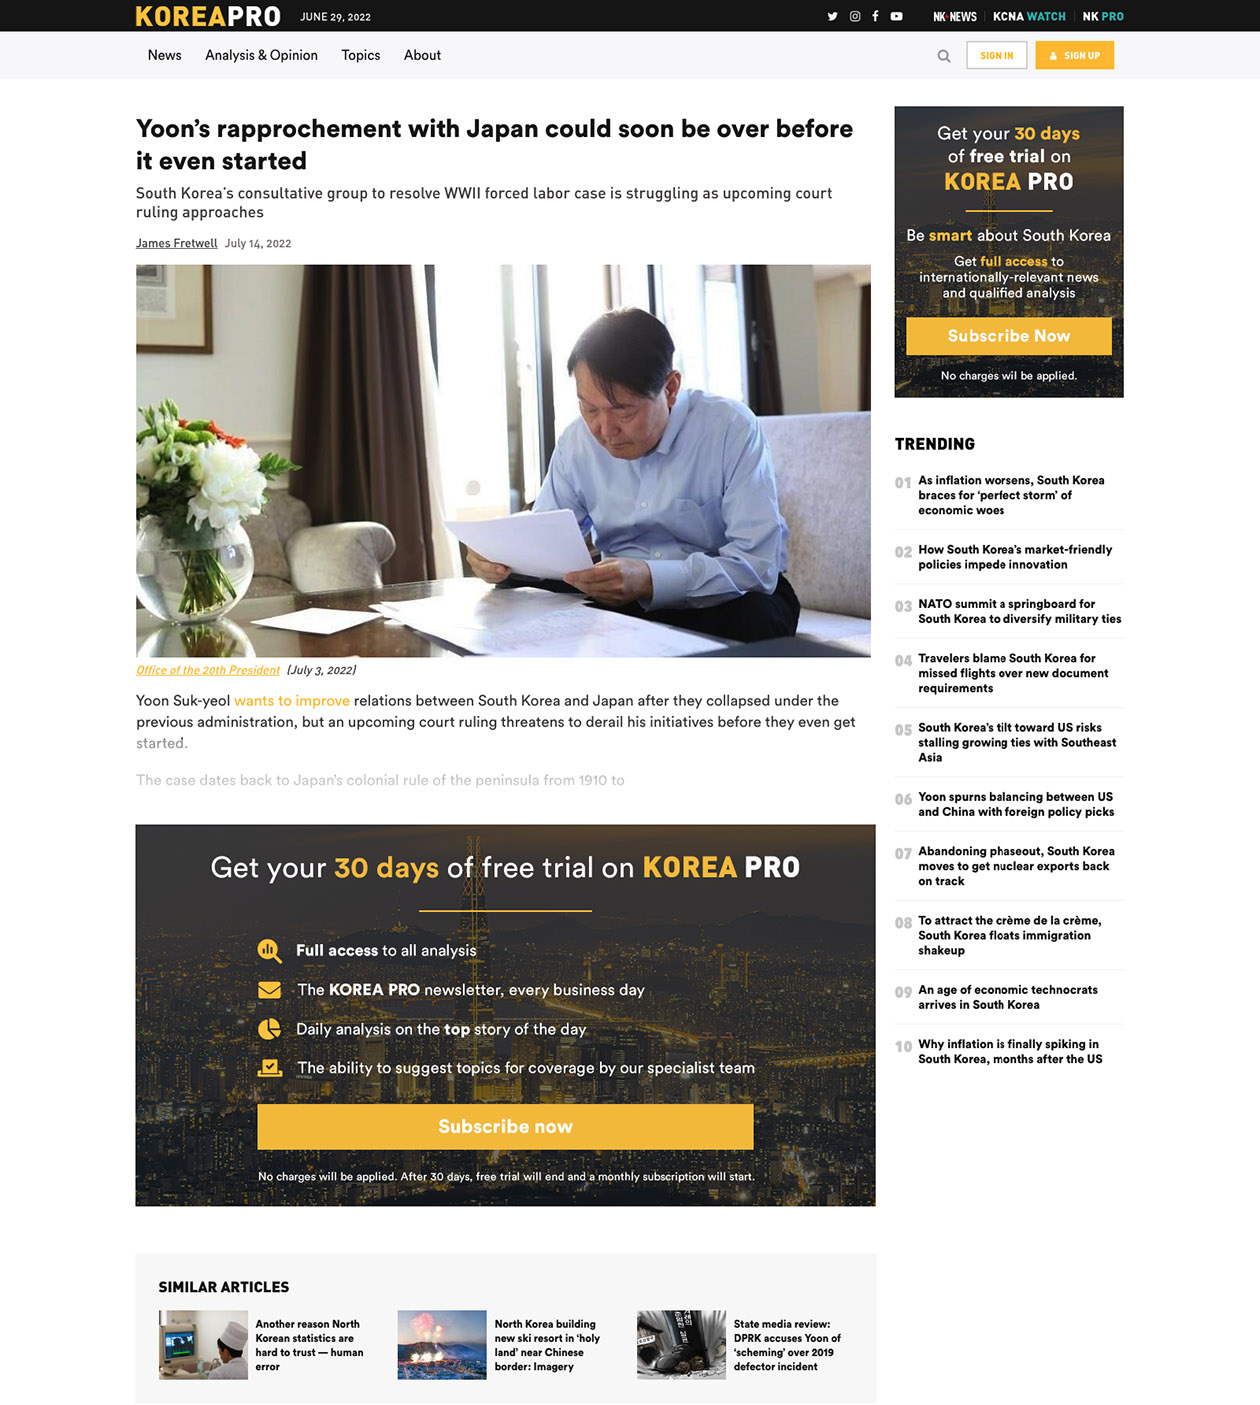 KOREAPRO JUNE 29, 2022 NK NEWS KCNA WATCH NK PRO
News Analysis & Opinion Topics About SIGN IN SIGN UP
Yoon's rapprochement with Japan could soon be over before
it even started
South Korea's consultative group to resolve WWII forced labor case is struggling as upcoming court
ruling approaches
James Fretwell July 14, 2022
Office of the 20th President (July 3, 2022)
Yoon Suk-yeol wants to improve relations between South Korea and Japan after they collapsed under the
previous administration, but an upcoming court ruling threatens to derail his initiatives before they even get
started.
The case dates back to Japan's colonial rule of the peninsula from 1910 to
Get your 30 days of free trial on KOREA PRO
Full access to all analysis
The KOREA PRO newsletter, every business day
Daily analysis on the top story of the day
The ability to suggest topics for coverage by our specialist team
Subscribe now
No charges will be applied. After 30 days, free trial will end and a monthly subscription will start.
SIMILAR ARTICLES
Another reason North
Korean statistics are
hard to trust — human
error
North Korea building
new ski resort in 'holy
land' near Chinese
border: Imagery
State media review:
DPRK accuses Yoon of
'scheming' over 2019
defector incident
Get your 30 days
of free trial on
KOREA PRO
Be smart about South Korea
Get full access to
internationally-relevant news
and qualified analysis
Subscribe Now
No charges wil be applied.
TRENDING
01 As inflation worsens, South Korea
braces for 'perfect storm' of
economic woes
02 How South Korea's market-friendly
policies impede innovation
03 NATO summit a springboard for
South Korea to diversify military ties
04 Travelers blame South Korea for
missed flights over new document
requirements
05 South Korea's tilt toward US risks
stalling growing ties with Southeast
Asia
06 Yoon spurns balancing between US
and China with foreign policy picks
07 Abandoning phaseout, South Korea
moves to get nuclear exports back
on track
08 To attract the crème de la crème,
South Korea floats immigration
shakeup
09 An age of economic technocrats
arrives in South Korea
10 Why inflation is finally spiking in
South Korea, months after the US